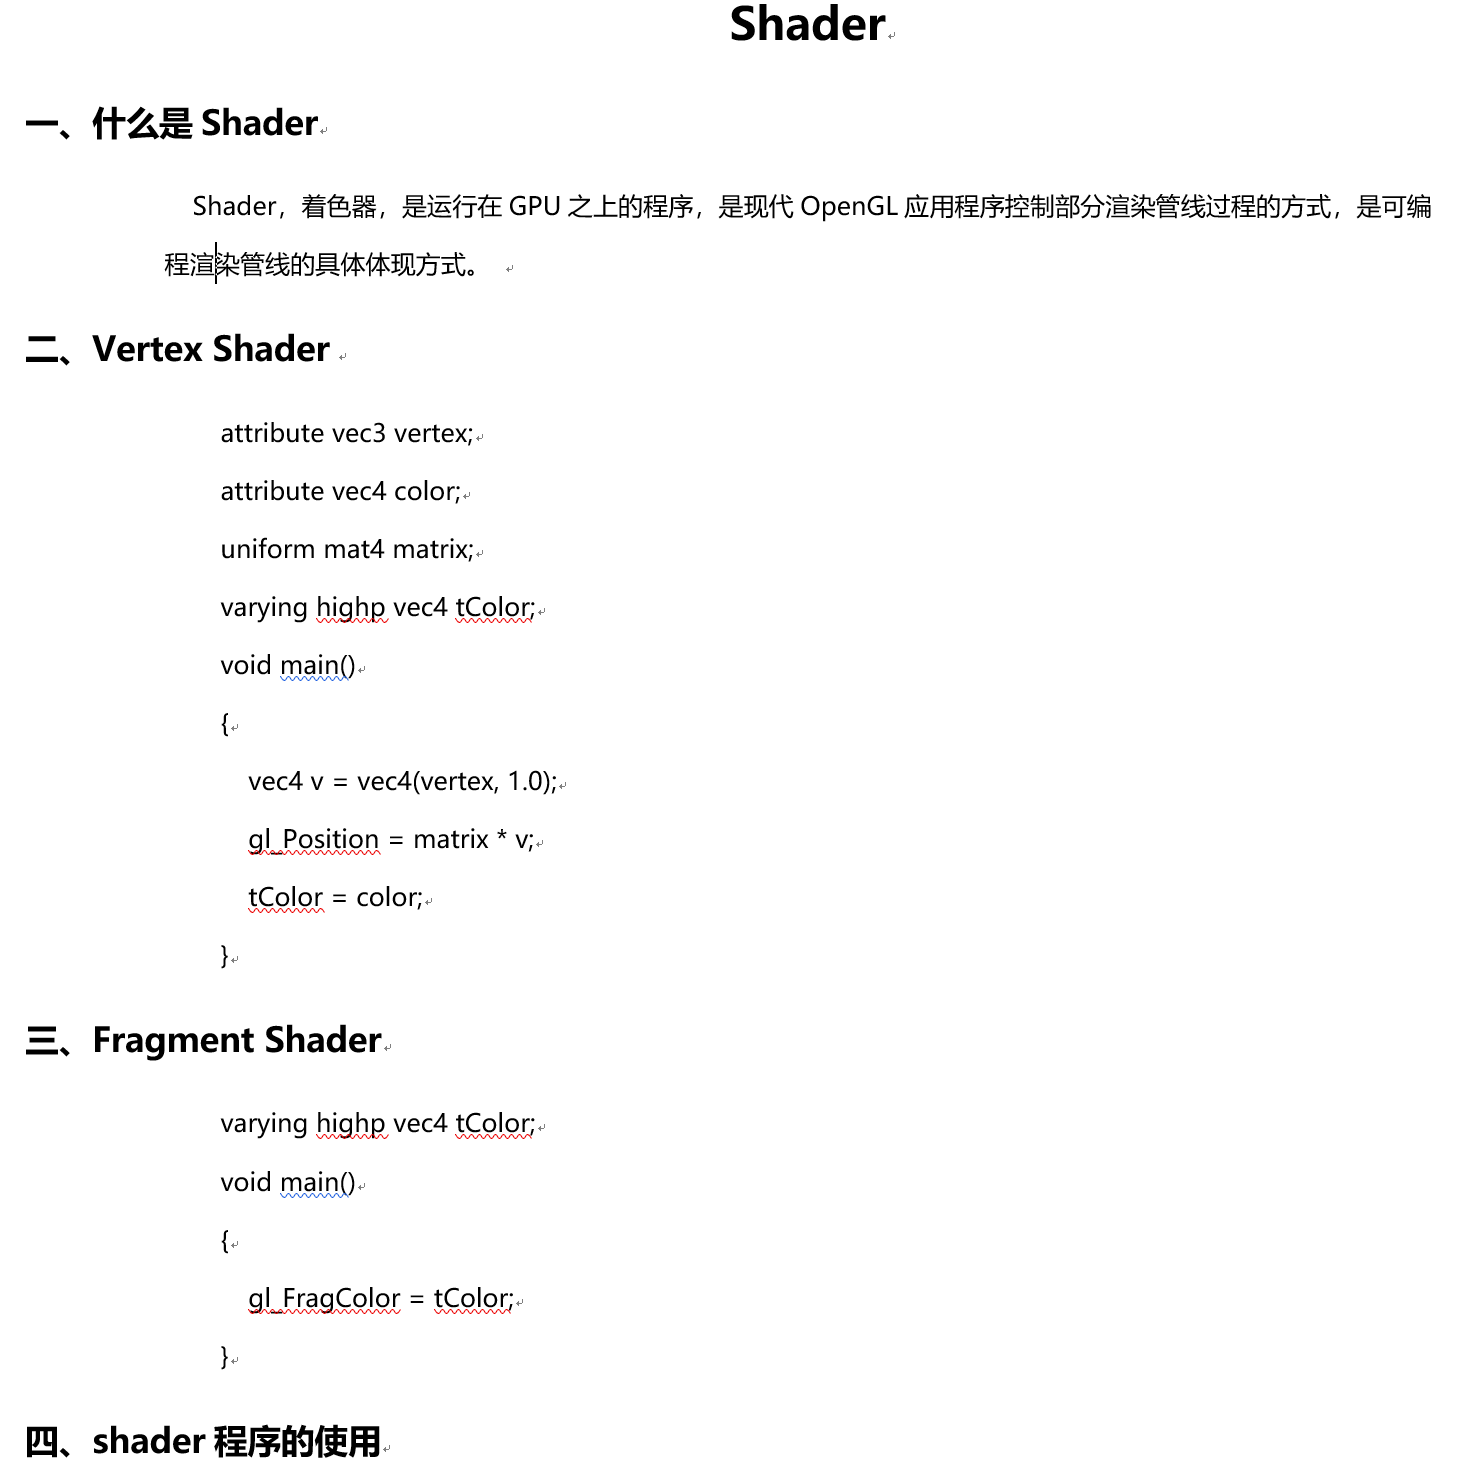 Shader
一、什么是 Shader
Shader，着色器，是运行在 GPU 之上的程序，是现代 OpenGL 应用程序控制部分渲染管线过程的方式，是可编
程渲染管线的具体体现方式。
二、Vertex Shader
attribute vec3 vertex;
attribute vec4 color;
uniform mat4 matrix;
varying highp vec4 tColor;
void main()
{
vec4 v = vec4(vertex, 1.0);
gl_Position = matrix * v;
tColor = color;
}
三、Fragment Shader
varying highp vec4 tColor;
void main()
{
gl_FragColor = tColor;
}
四、shader 程序的使用